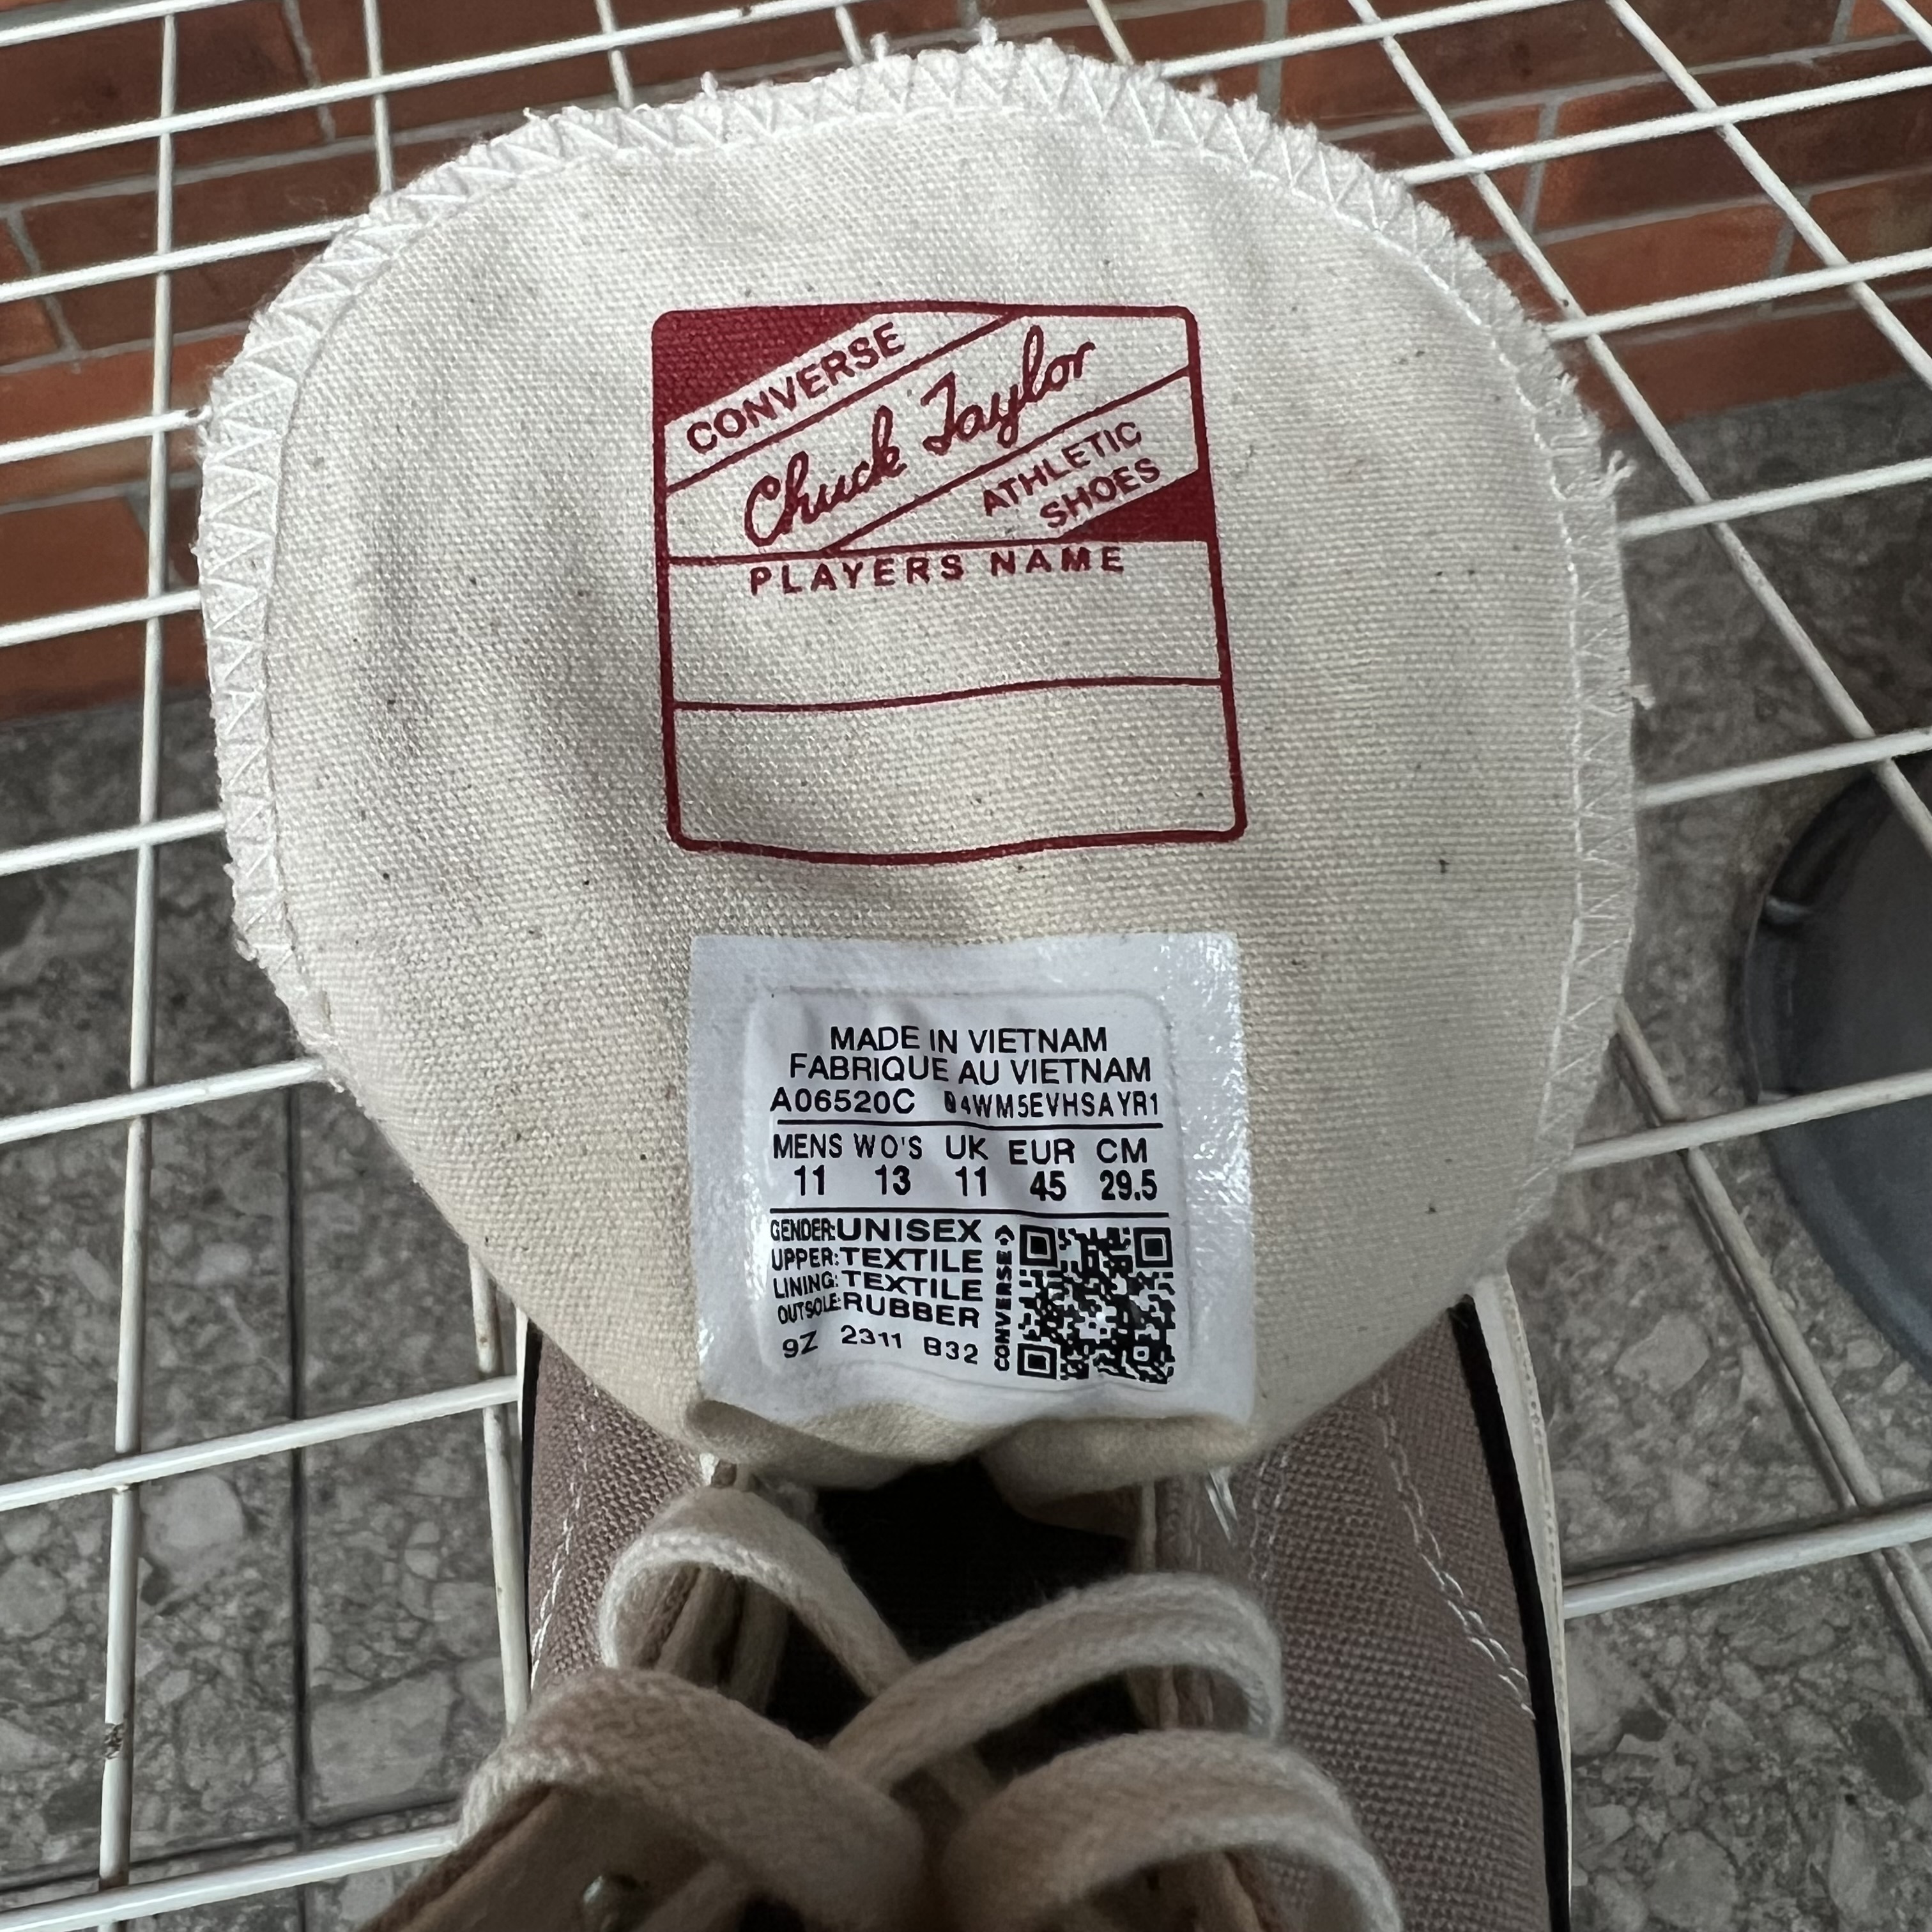 CONVERSE
Chuck Taylor
ATHLETIC
SHOES
PLAYERS NAME
MADE IN VIETNAM
FABRIQUE AU VIETNAM
A06520C 04WM5EVHSAYR1
MENS WO'S UK EUR CM
11 13 11 45 29.5
GENDER:UNISEX
UPPER:TEXTILE
LINING:TEXTILE
OUTSOLE:RUBBER
9Z 2311 B32
CONVERSE